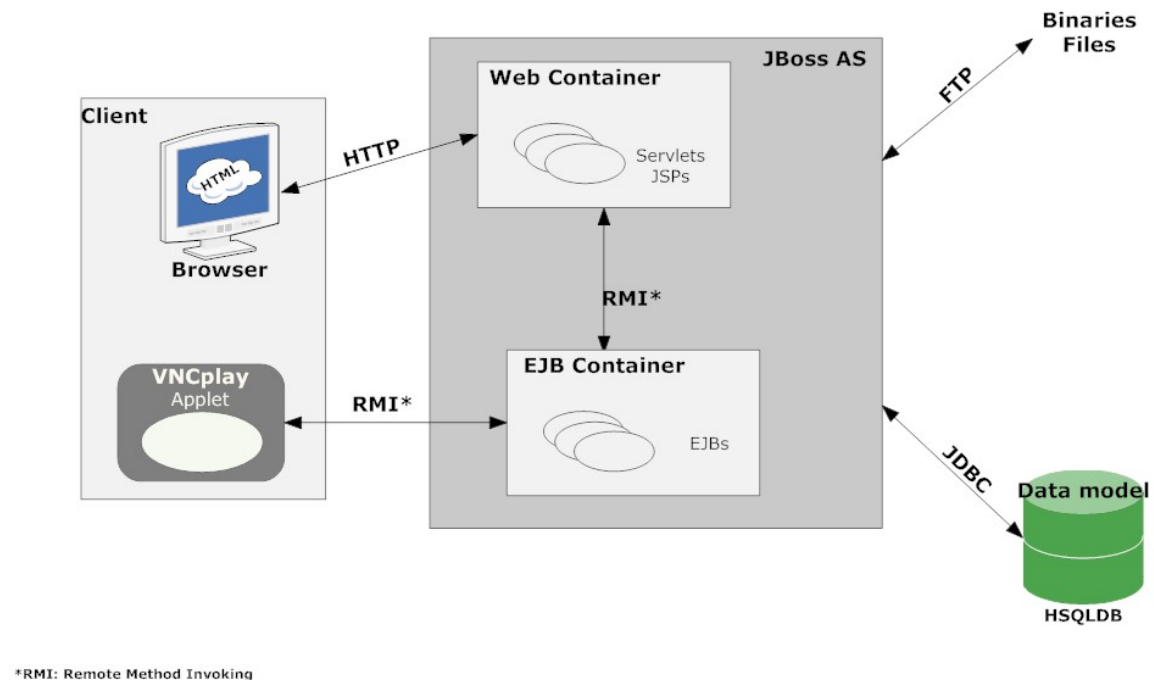 Binaries
Files
JBoss AS
Web Container
FTP
Client
HTTP
HTML
Servlets
JSPs
Browser
RMI*
EJB Container
VNCplay
Applet
RMI*
EJBs
JDBC
Data model
HSQLDB
*RMI: Remote Method Invoking